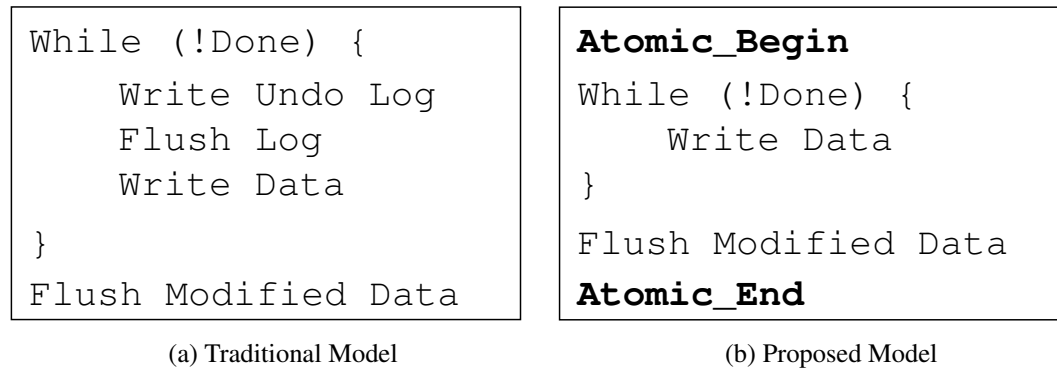 While (!Done) {
Write Undo Log
Flush Log
Write Data
}
Flush Modified Data
(a) Traditional Model
Atomic_Begin
While (!Done) {
Write Data
}
Flush Modified Data
Atomic_End
(b) Proposed Model